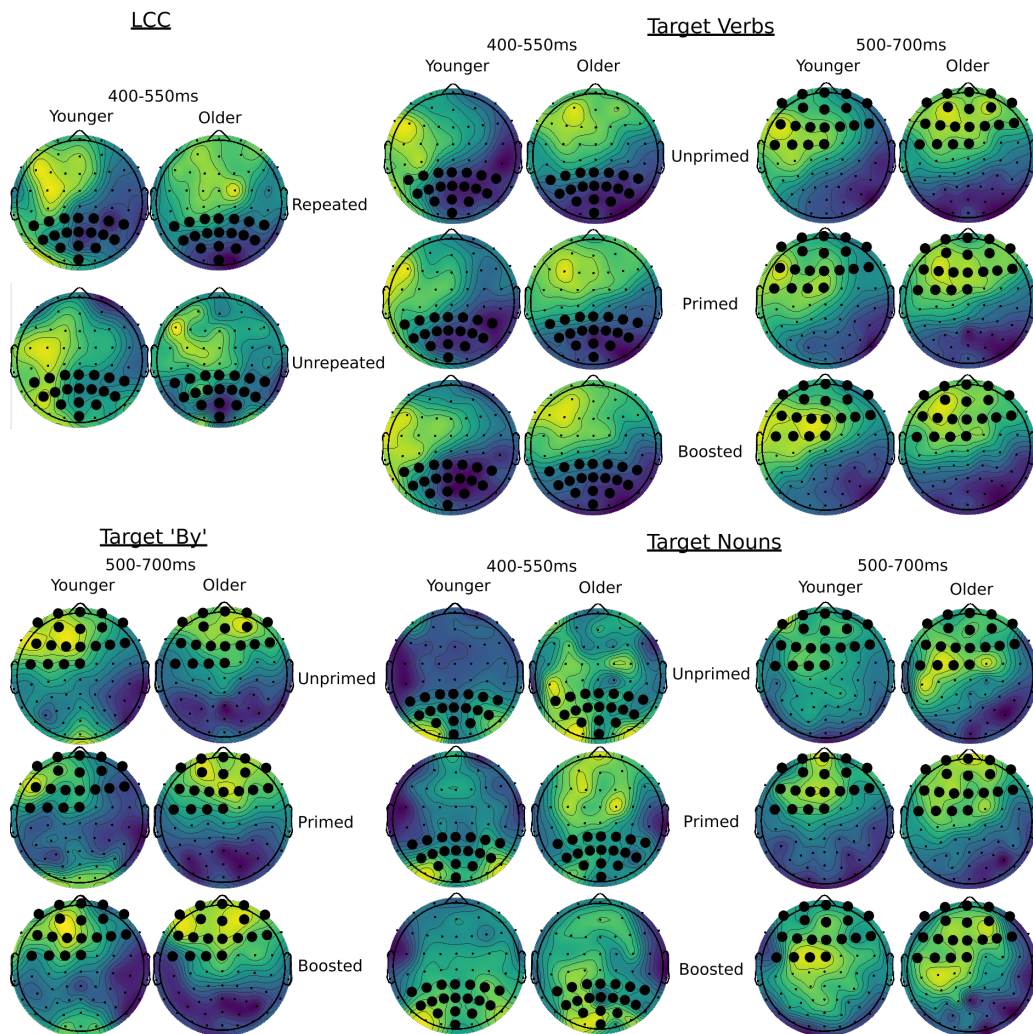 LCC
400-550ms
Younger Older
Repeated
Unrepeated
Target Verbs
400-550ms 500-700ms
Younger Older Younger Older
Unprimed
Primed
Boosted
Target 'By'
500-700ms
Younger Older
Unprimed
Primed
Boosted
Target Nouns
400-550ms 500-700ms
Younger Older Younger Older
Unprimed
Primed
Boosted